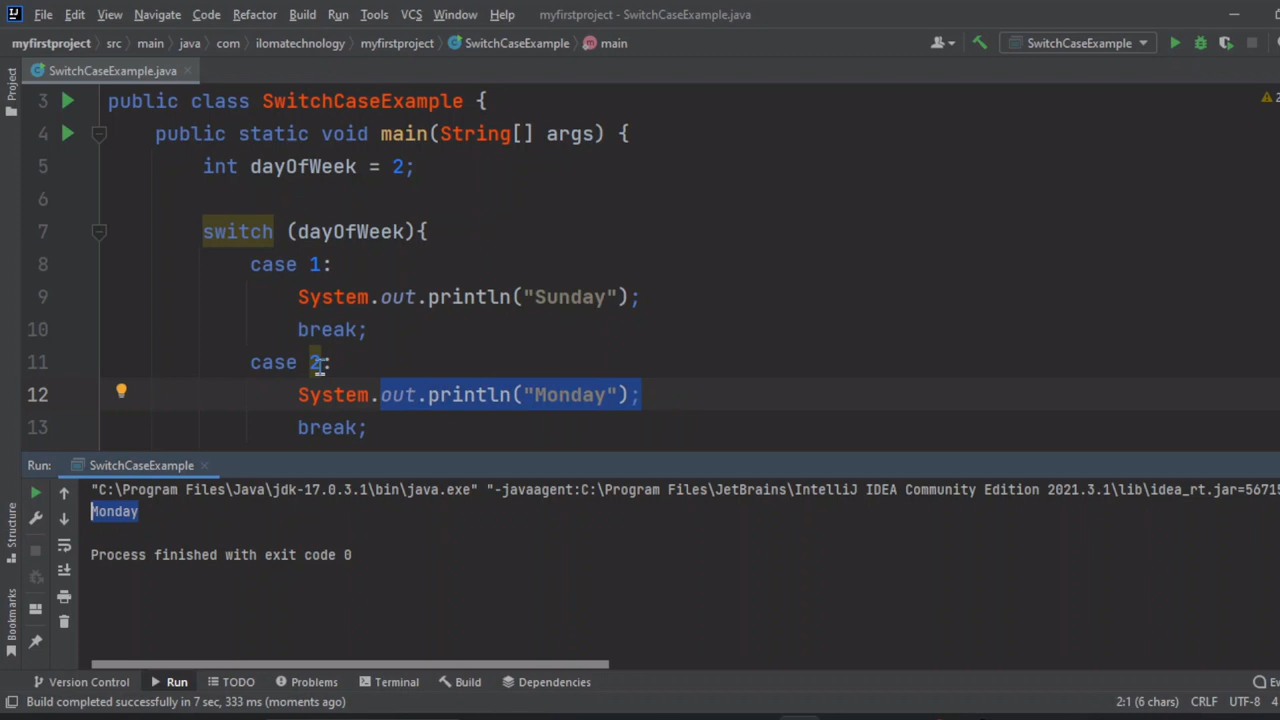 File Edit View Navigate Code Refactor Build Run Tools VCS Window Help myfirstproject - SwitchCaseExample.java
myfirstproject src main java com ilomatechnology myfirstproject SwitchCaseExample main SwitchCaseExample
SwitchCaseExample.java
Project
3 public class SwitchCaseExample {
4 public static void main(String[] args) {
5 int dayOfWeek = 2;
6
7 switch (dayOfWeek){
8 case 1:
9 System.out.println("Sunday");
10 break;
11 case 2:
12 System.out.println("Monday");
13 break;
Run: SwitchCaseExample
"C:\Program Files\Java\jdk-17.0.3.1\bin\java.exe" "-javaagent:C:\Program Files\JetBrains\IntelliJ IDEA Community Edition 2021.3.1\lib\idea_rt.jar=56715
Monday
Process finished with exit code 0
Structure
Bookmarks
Version Control Run TODO Problems Terminal Build Dependencies
Build completed successfully in 7 sec, 333 ms (moments ago) 2:1 (6 chars) CRLF UTF-8 4